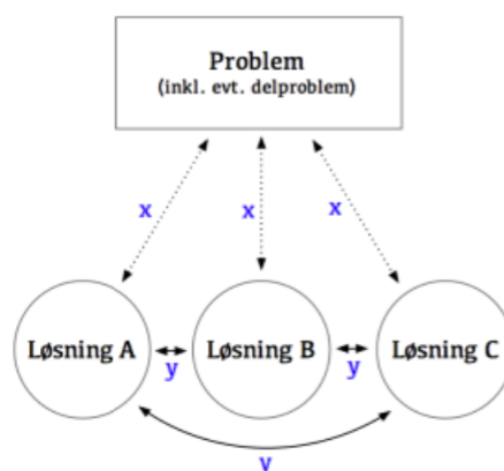 Problem
(inkl. evt. delproblem)
x
x
x
Løsning A
Løsning B
Løsning C
y
y
y